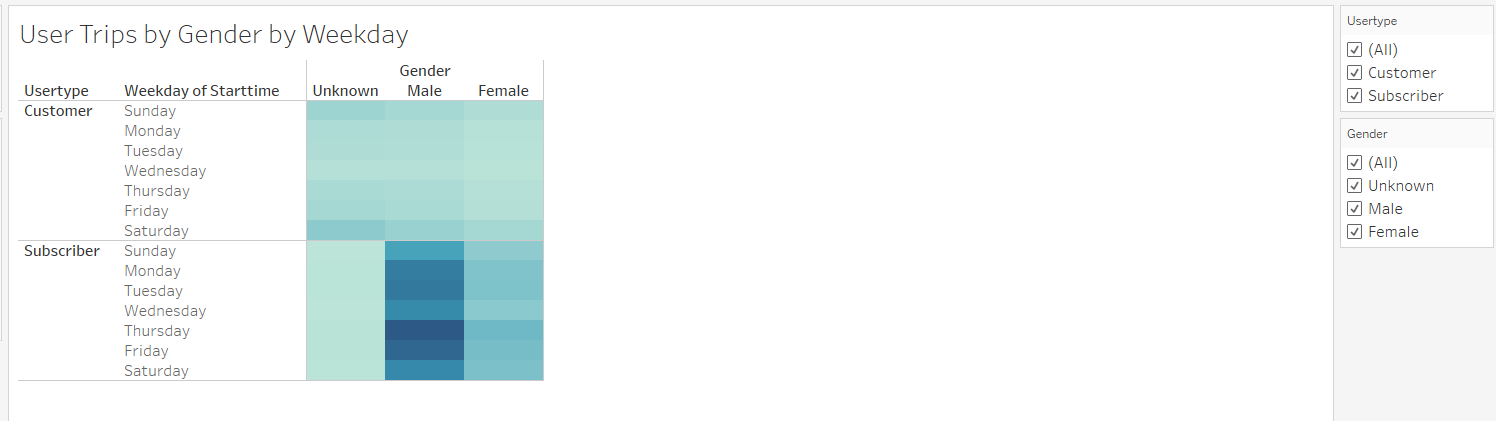 User Trips by Gender by Weekday
Gender
Usertype Weekday of Starttime Unknown Male Female
Customer Sunday
Monday
Tuesday
Wednesday
Thursday
Friday
Saturday
Subscriber Sunday
Monday
Tuesday
Wednesday
Thursday
Friday
Saturday
Usertype
(All)
Customer
Subscriber
Gender
(All)
Unknown
Male
Female